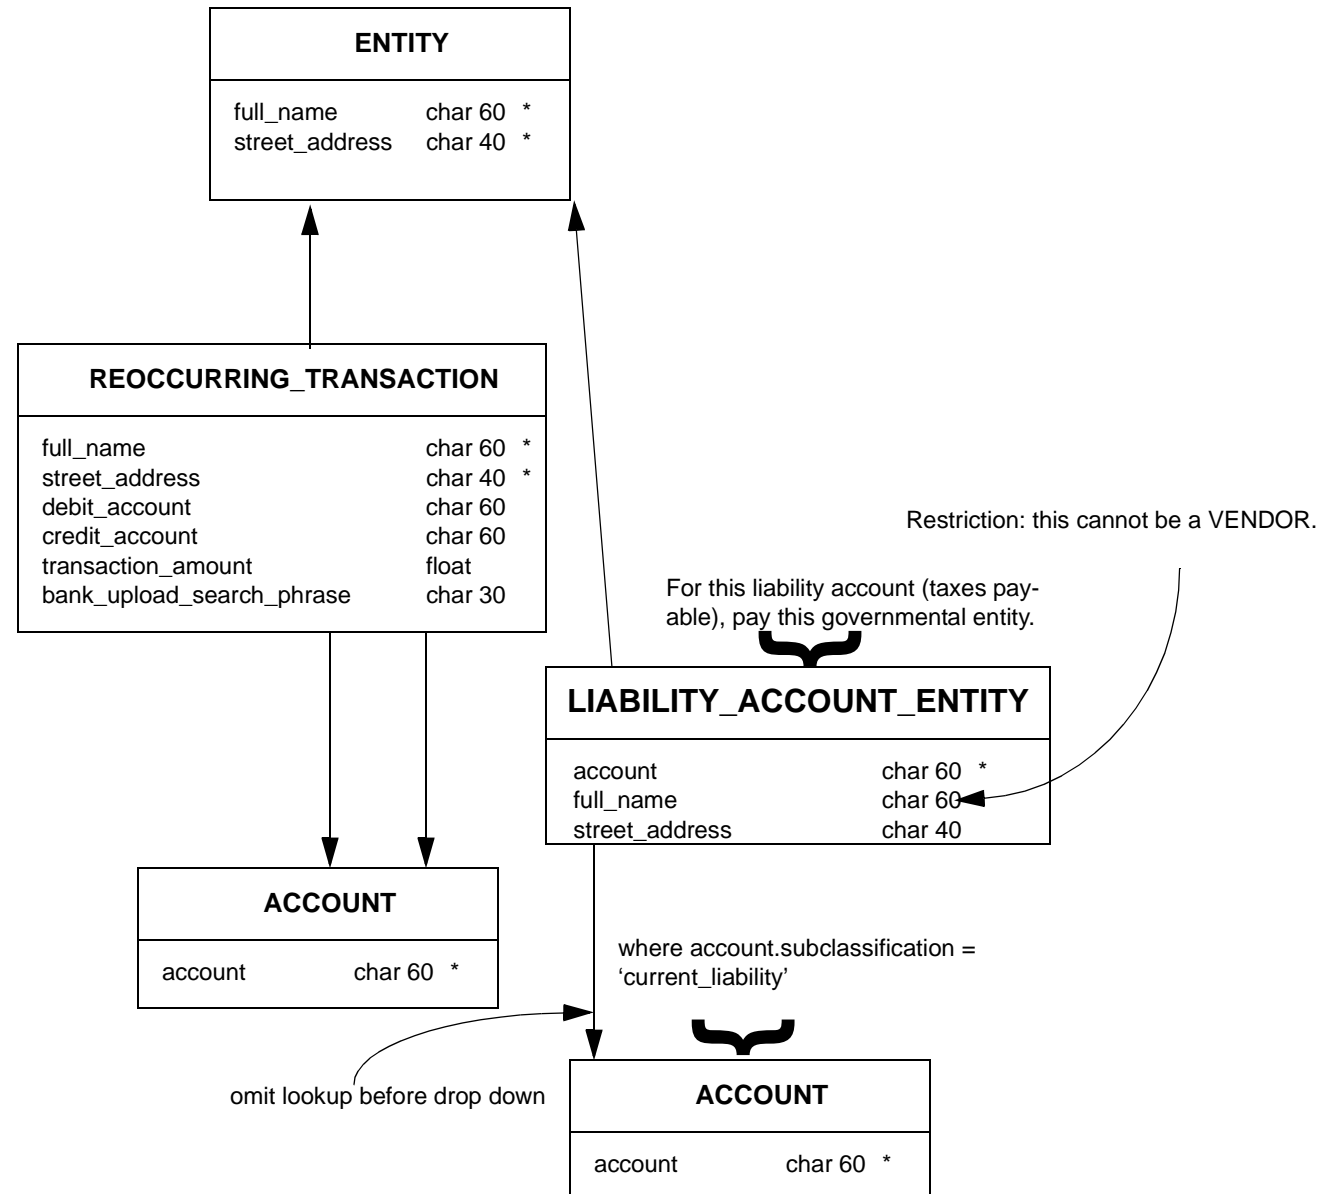 ENTITY
full_name char 60 *
street_address char 40 *
REOCCURRING_TRANSACTION
full_name char 60 *
street_address char 40 *
debit_account char 60
credit_account char 60
transaction_amount float
bank_upload_search_phrase char 30
Restriction: this cannot be a VENDOR.
For this liability account (taxes pay-
able), pay this governmental entity.
LIABILITY_ACCOUNT_ENTITY
account char 60 *
full_name char 60
street_address char 40
ACCOUNT
account char 60 *
where account.subclassification =
‘current_liability’
omit lookup before drop down
ACCOUNT
account char 60 *